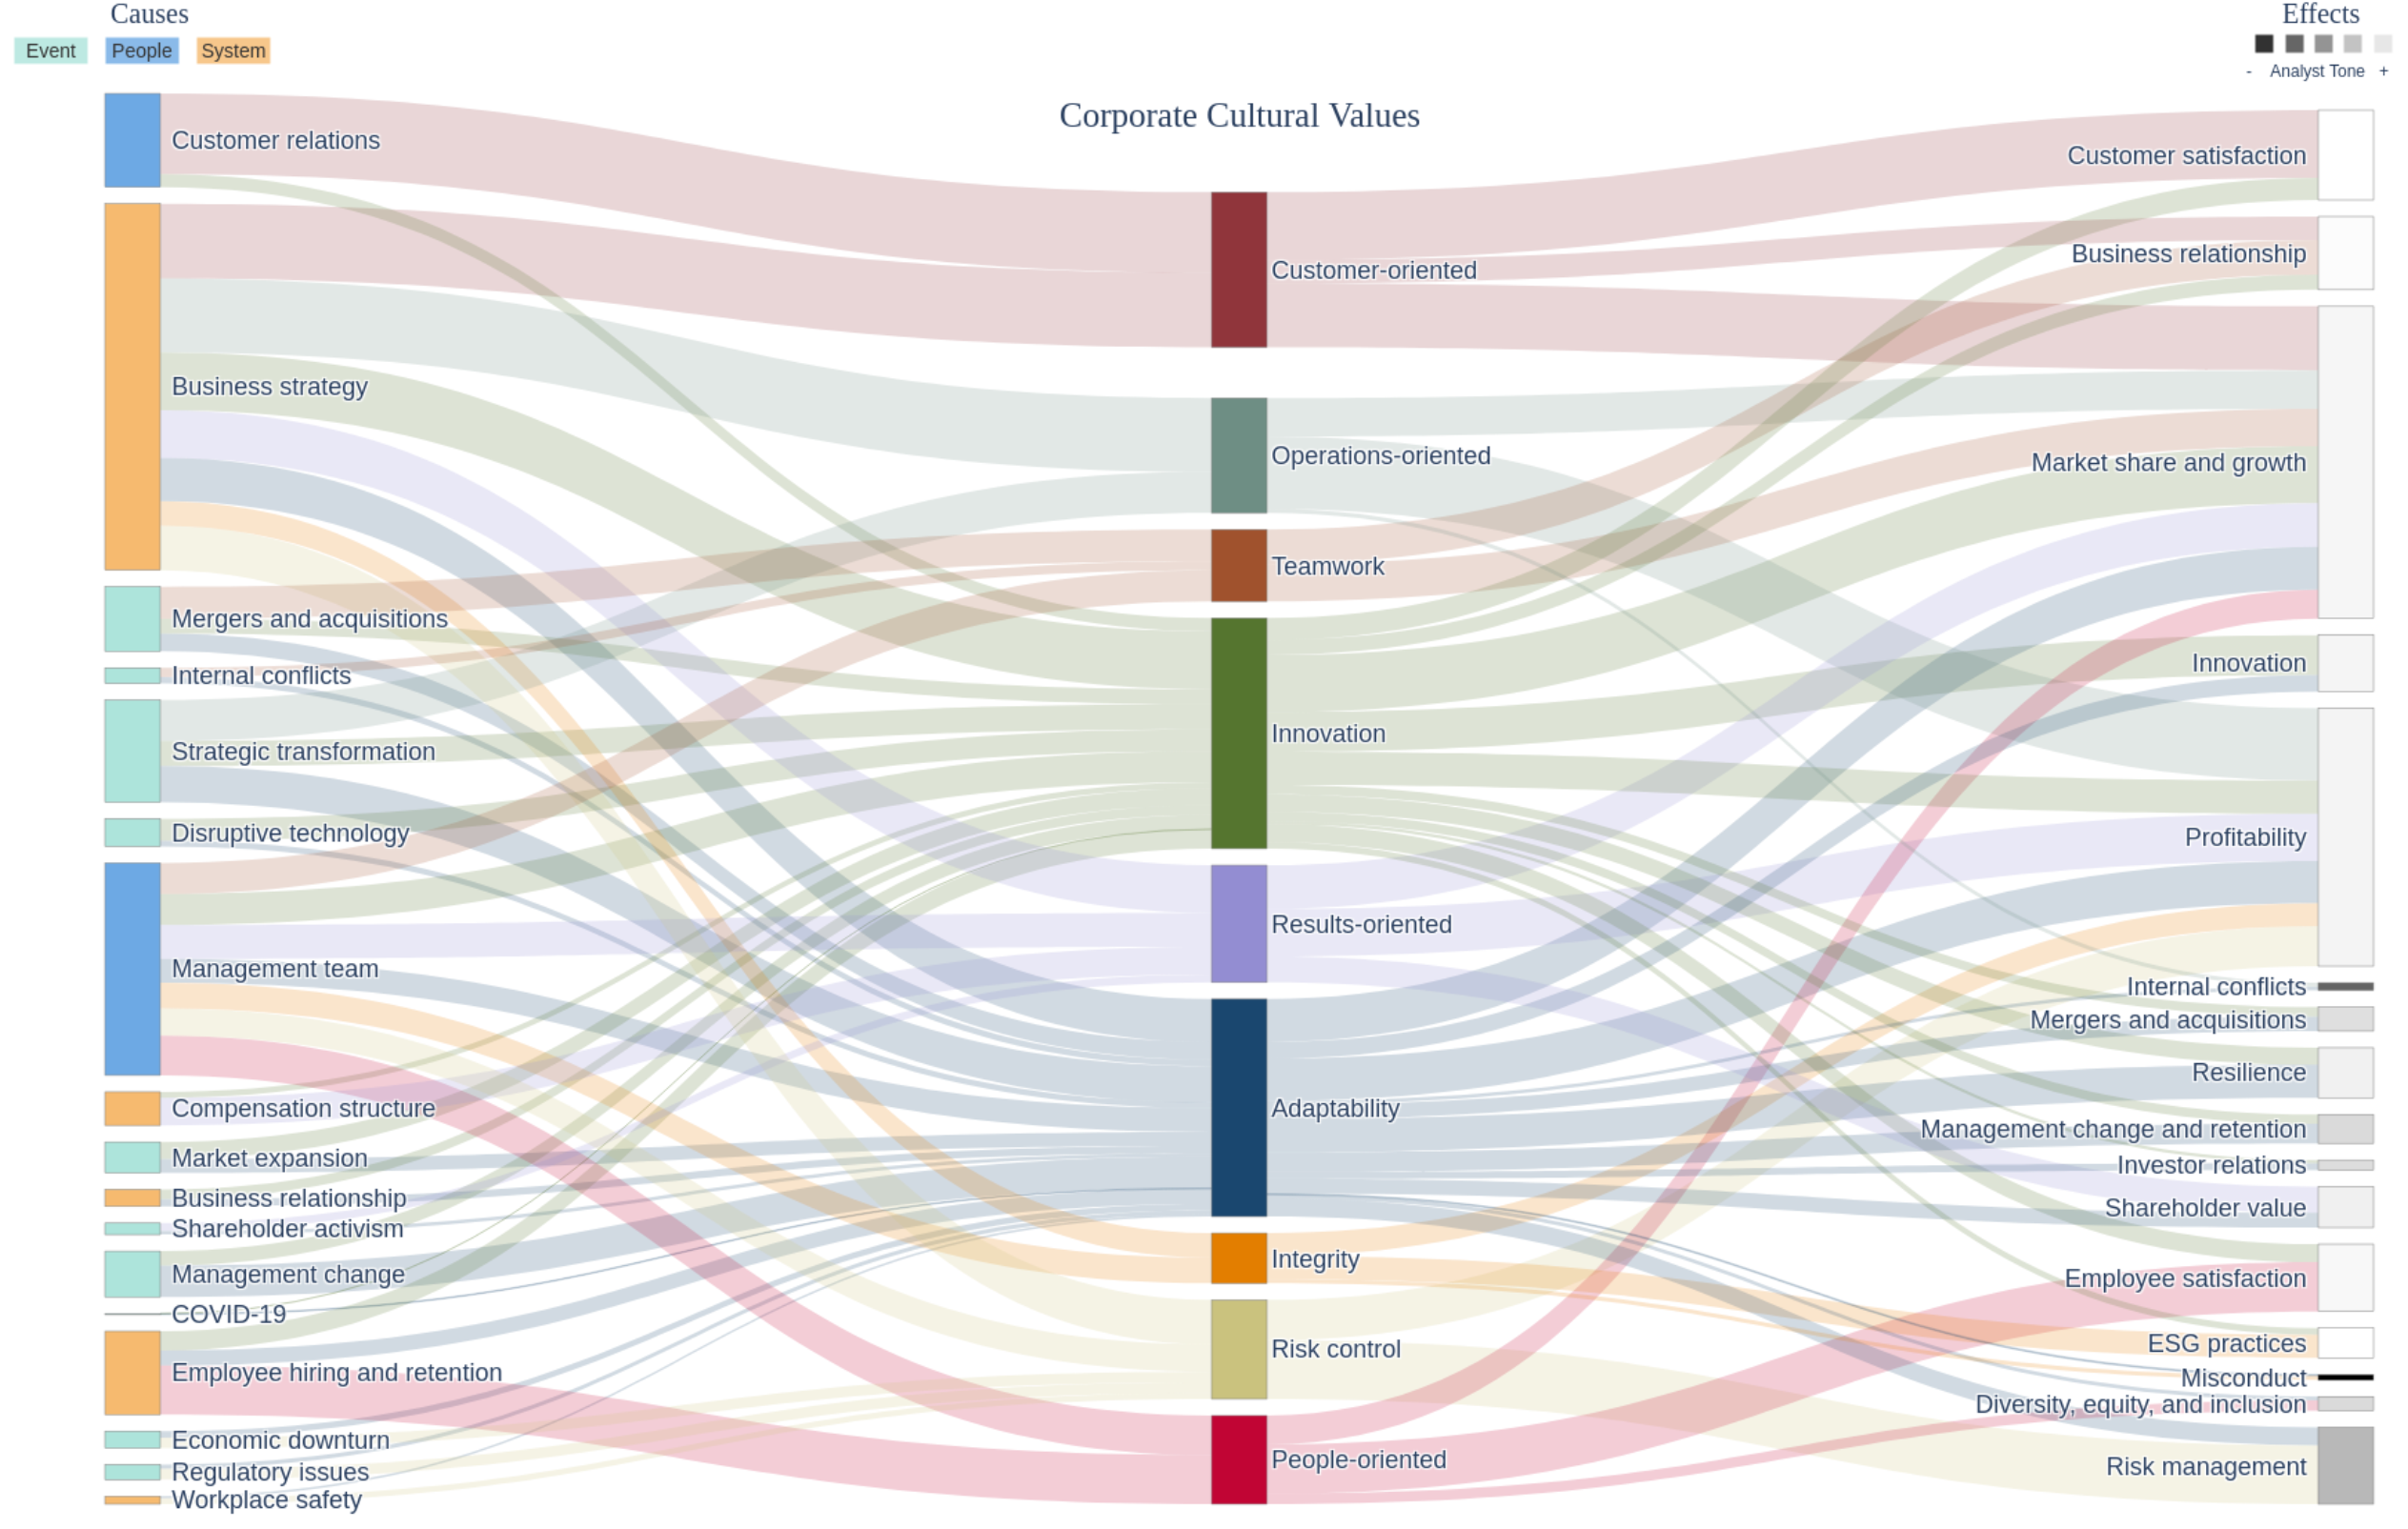 Causes
Event People System
Effects
- Analyst Tone +
Corporate Cultural Values
Customer relations
Business strategy
Mergers and acquisitions
Internal conflicts
Strategic transformation
Disruptive technology
Management team
Compensation structure
Market expansion
Business relationship
Shareholder activism
Management change
COVID-19
Employee hiring and retention
Economic downturn
Regulatory issues
Workplace safety
Customer-oriented
Operations-oriented
Teamwork
Innovation
Results-oriented
Adaptability
Integrity
Risk control
People-oriented
Customer satisfaction
Business relationship
Market share and growth
Innovation
Profitability
Internal conflicts
Mergers and acquisitions
Resilience
Management change and retention
Investor relations
Shareholder value
Employee satisfaction
ESG practices
Misconduct
Diversity, equity, and inclusion
Risk management